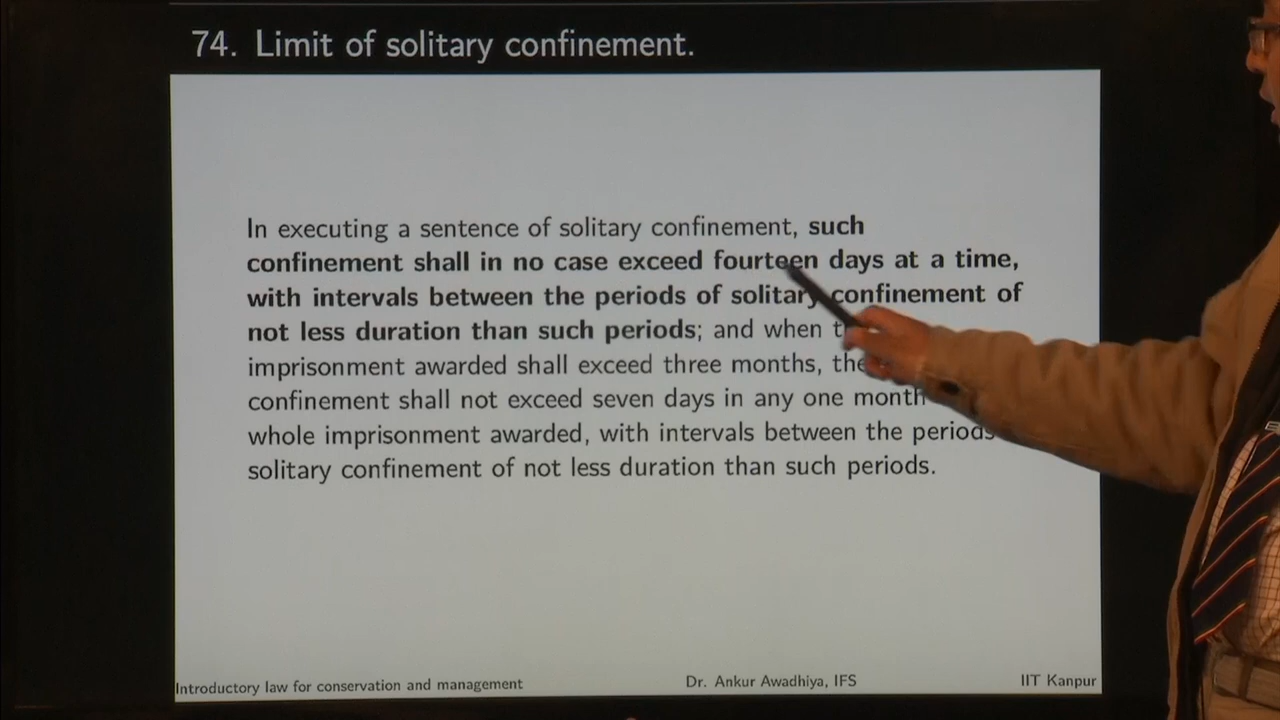 74. Limit of solitary confinement.
In executing a sentence of solitary confinement, such
confinement shall in no case exceed fourteen days at a time,
with intervals between the periods of solitary confinement of
not less duration than such periods; and when
imprisonment awarded shall exceed three months,
confinement shall not exceed seven days in any one month
whole imprisonment awarded, with intervals between the periods
solitary confinement of not less duration than such periods.
Introductory law for conservation and management Dr. Ankur Awadhiya, IFS IIT Kanpur